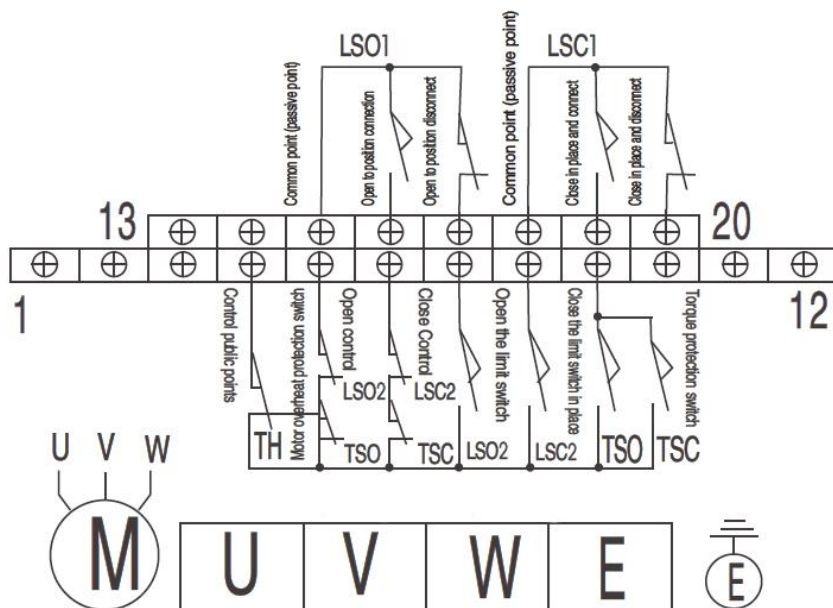 LSO1
LSC1
Common point (passive point)
Open to position connection
Open to position disconnect
Common point (passive point)
Close in place and connect
Close in place and disconnect
13
20
1
12
Control public points
Motor overheat protection switch
Open control
Close Control
Open the limit switch
Close the limit switch in place
Torque protection switch
LSO2
LSC2
TH
TSO
TSC
LSO2
LSC2
TSO
TSC
U V W
M
U V W E
E